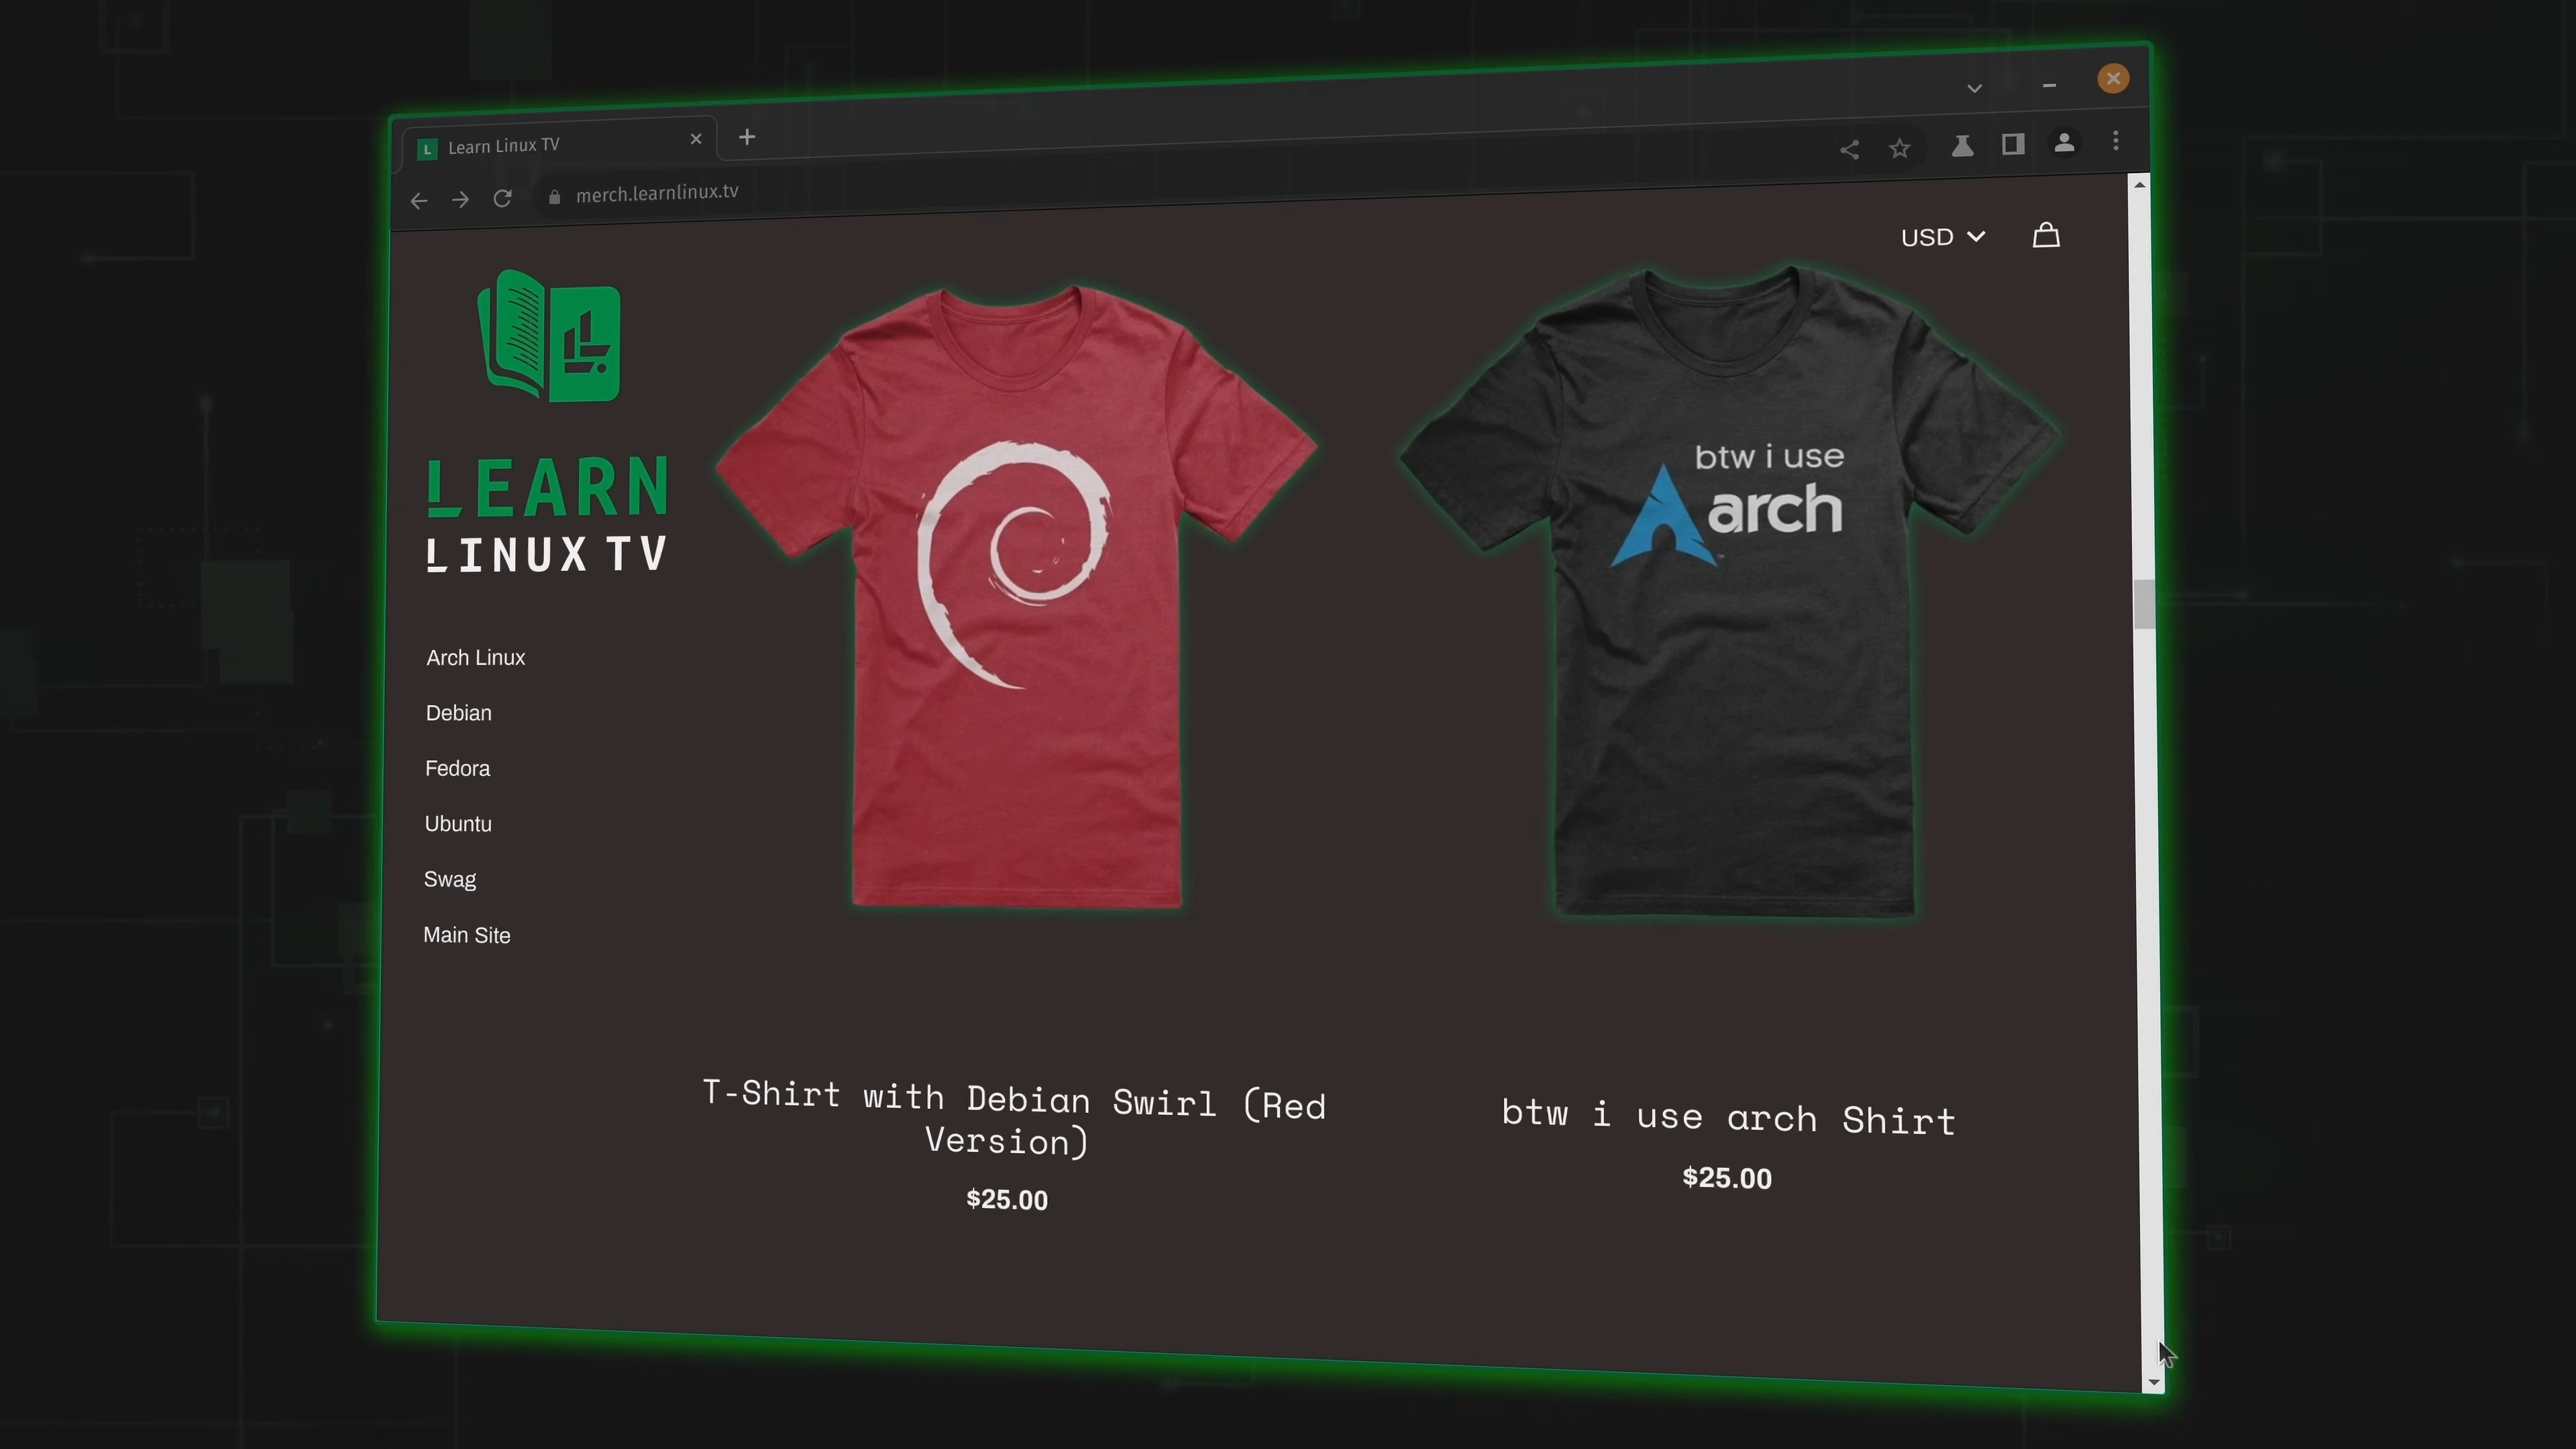 L Learn Linux TV
merch.learnlinux.tv
USD
LEARN
LINUX TV
Arch Linux
Debian
Fedora
Ubuntu
Swag
Main Site
btw i use
arch
T-Shirt with Debian Swirl (Red
Version)
$25.00
btw i use arch Shirt
$25.00